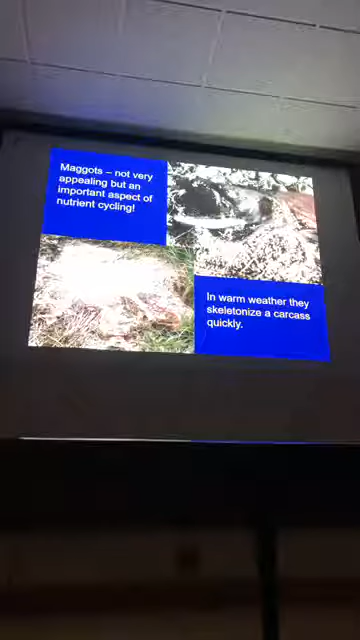 Maggots – not very
appealing but an
important aspect of
nutrient cycling!
In warm weather they
skeletonize a carcass
quickly.